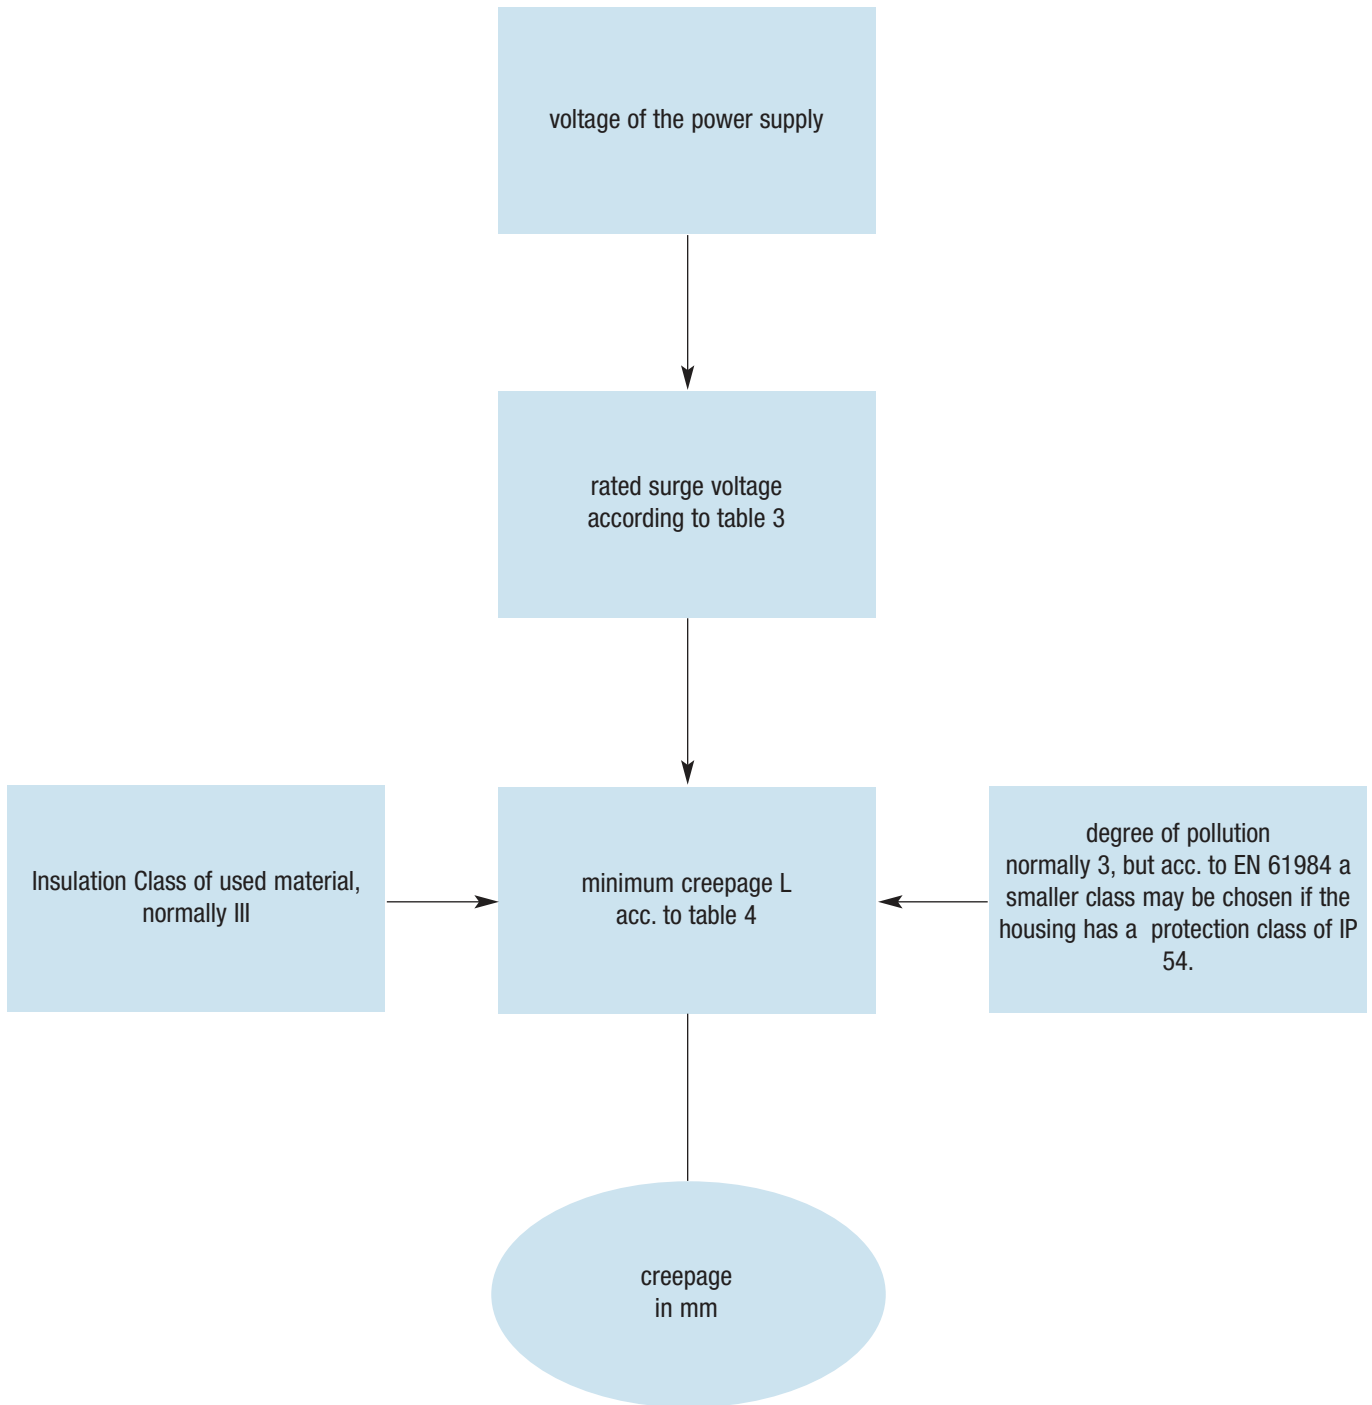 voltage of the power supply
rated surge voltage
according to table 3
Insulation Class of used material,
normally III
minimum creepage L
acc. to table 4
degree of pollution
normally 3, but acc. to EN 61984 a
smaller class may be chosen if the
housing has a protection class of IP
54.
creepage
in mm